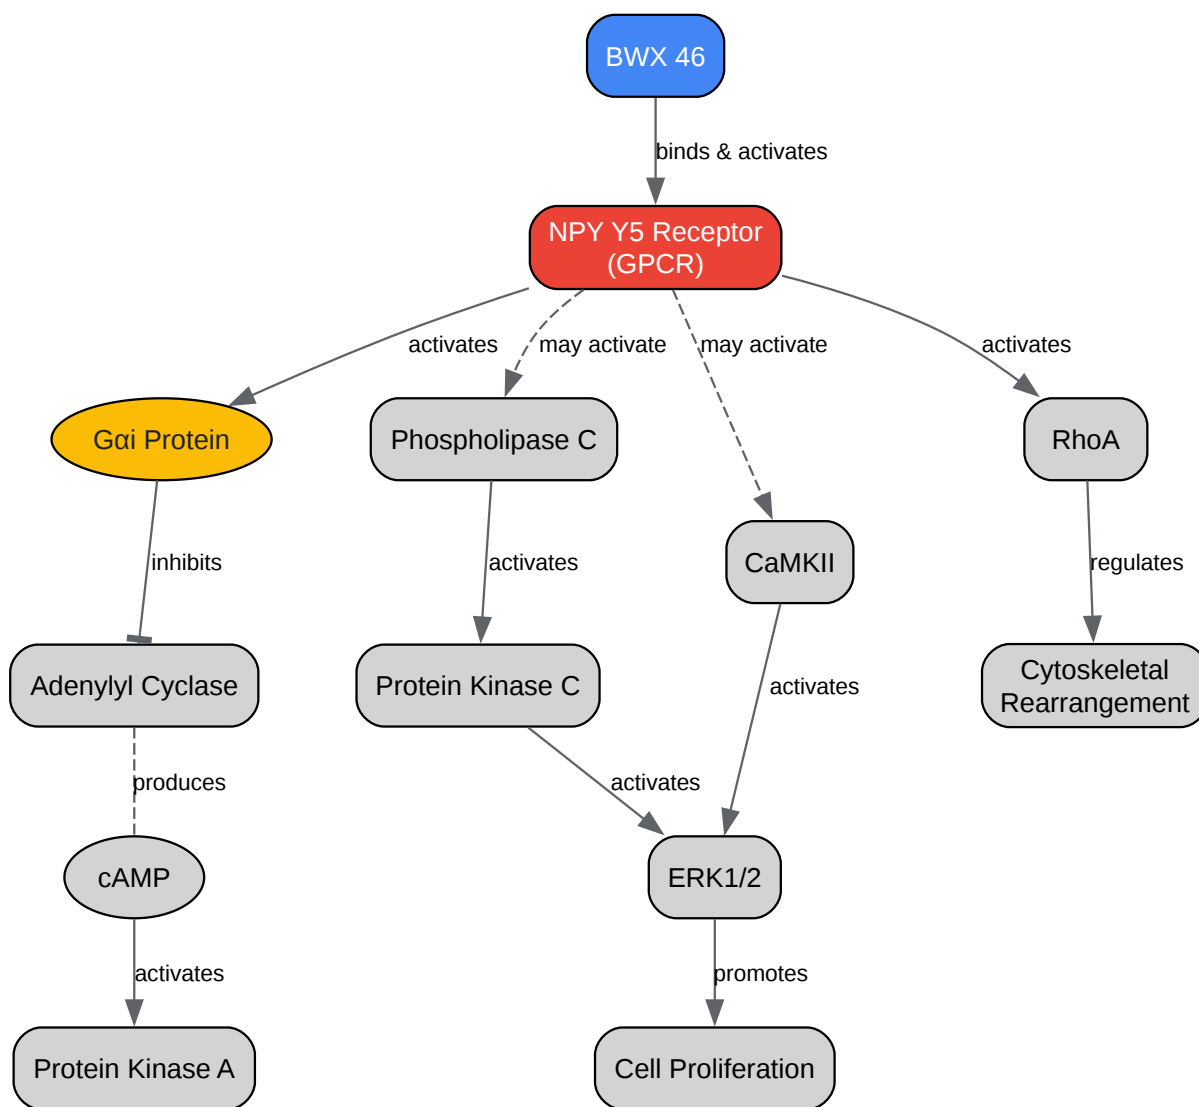 BWX 46
binds & activates
NPY Y5 Receptor
(GPCR)
activates
may activate
may activate
activates
Gαi Protein
Phospholipase C
RhoA
inhibits
activates
CaMKII
regulates
Adenylyl Cyclase
Protein Kinase C
activates
Cytoskeletal
Rearrangement
produces
activates
cAMP
ERK1/2
activates
promotes
Protein Kinase A
Cell Proliferation